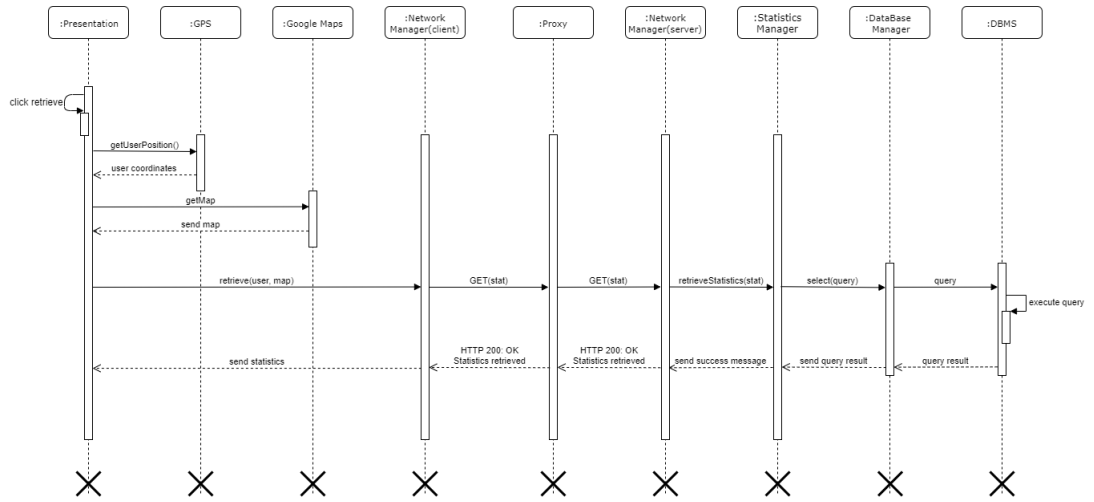 :Presentation
:GPS
:Google Maps
:Network
Manager(client)
:Proxy
:Network
Manager(server)
:Statistics
Manager
:DataBase
Manager
:DBMS
click retrieve
getUserPosition()
user coordinates
getMap
send map
retrieve(user, map)
GET(stat)
GET(stat)
retrieveStatistics(stat)
select(query)
query
execute query
send statistics
HTTP 200: OK
Statistics retrieved
HTTP 200: OK
Statistics retrieved
send success message
send query result
query result